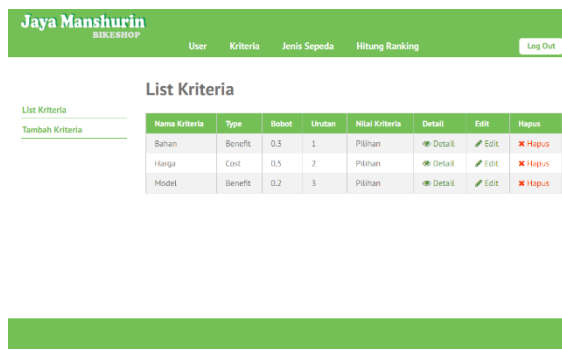 Jaya Manshurin
BIKESHOP
User Kriteria Jenis Sepeda Hitung Ranking Log Out
List Kriteria
List Kriteria
Tambah Kriteria
Nama Kriteria Type Bobot Urutan Nilai Kriteria Detail Edit Hapus
Bahan Benefit 0.3 1 Pilihan Detail Edit Hapus
Harga Cost 0.5 2 Pilihan Detail Edit Hapus
Model Benefit 0.2 3 Pilihan Detail Edit Hapus